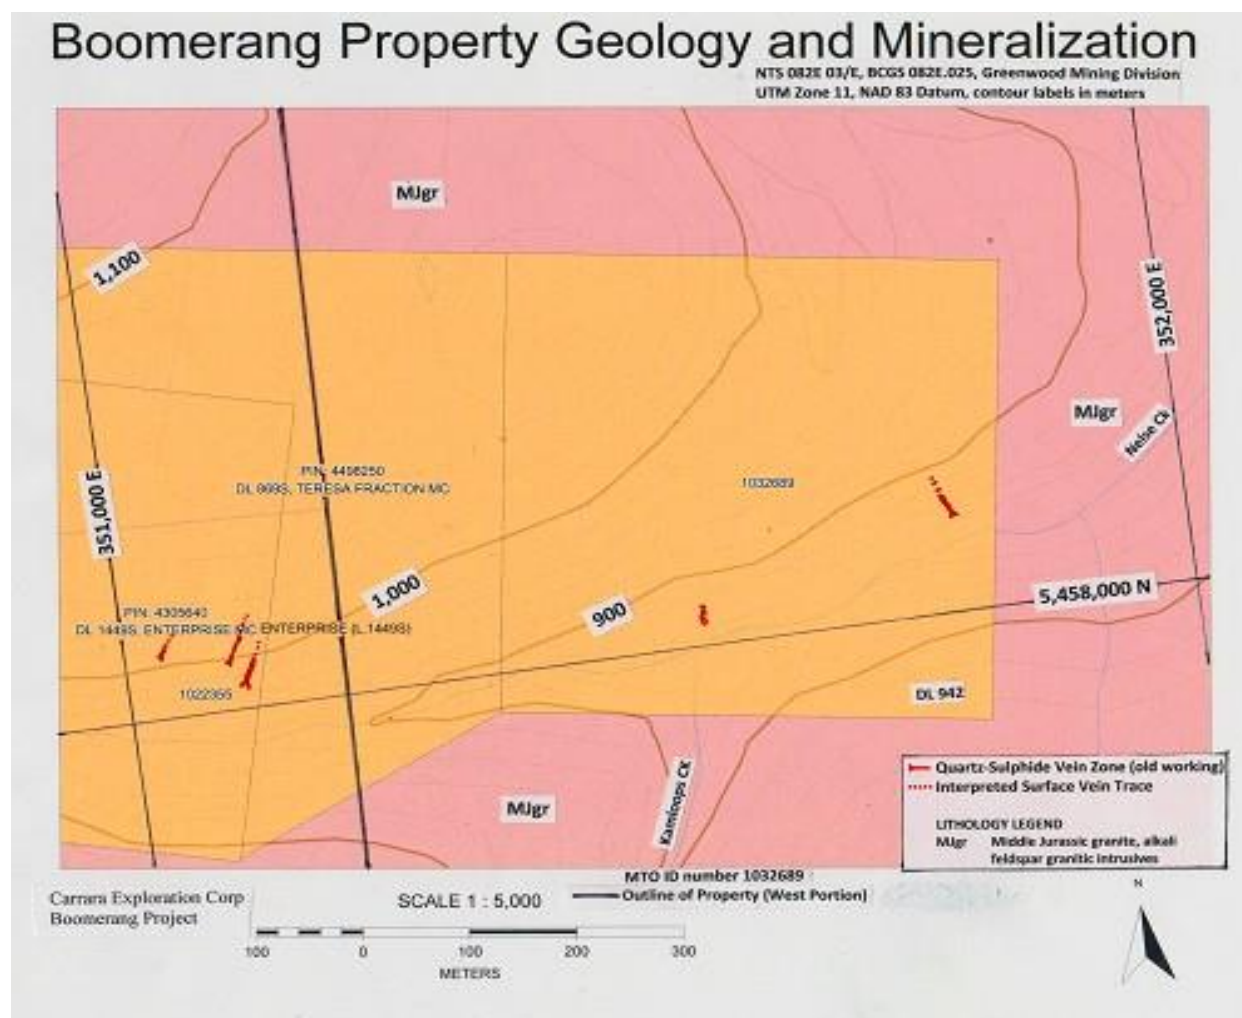 Boomerang Property Geology and Mineralization
NTS 082E 03/E, BCGS 082E.025, Greenwood Mining Division
UTM Zone 11, NAD 83 Datum, contour labels in meters
MJgr
1,100
352,000 E
MJgr
Nelse Ck
PIN: 4498250
DL 969S, TERESA FRACTION MC
1032689
351,000 E
1,000
900
5,458,000 N
PIN: 4305640
DL 1449S, ENTERPRISE MC
ENTERPRISE (L.1449S)
1022355
DL 942
Kamloops CK
MJgr
Quartz-Sulphide Vein Zone (old working)
Interpreted Surface Vein Trace
LITHOLOGY LEGEND
MJgr Middle Jurassic granite, alkali
feldspar granitic intrusives
MTO ID number 1032689
Outline of Property (West Portion)
Carrara Exploration Corp
Boomerang Project
SCALE 1 : 5,000
100 0 100 200 300
METERS
N